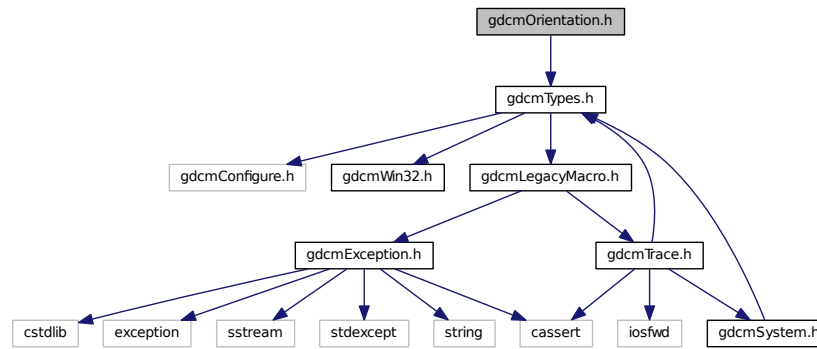 gdcmOrientation.h
gdcmTypes.h
gdcmConfigure.h
gdcmWin32.h
gdcmLegacyMacro.h
gdcmException.h
gdcmTrace.h
cstdlib
exception
sstream
stdexcept
string
cassert
iosfwd
gdcmSystem.h